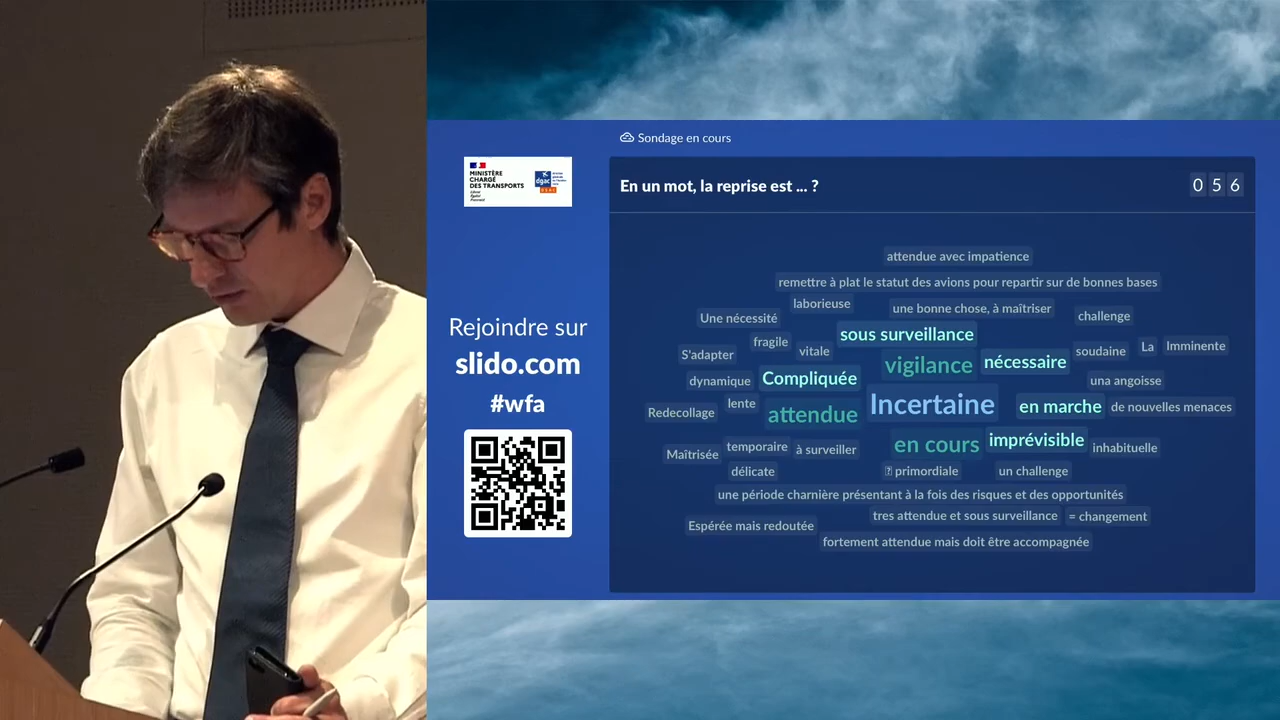 Sondage en cours
MINISTÈRE
CHARGÉ
DES TRANSPORTS
Liberté
Égalité
Fraternité
dgac
DSAC
En un mot, la reprise est ... ?
0 5 6
Rejoindre sur
slido.com
#wfa
attendue avec impatience
remettre à plat le statut des avions pour repartir sur de bonnes bases
laborieuse
une bonne chose, à maîtriser
Une nécessité
challenge
sous surveillance
fragile
S'adapter
vitale
vigilance
nécessaire
soudaine
La
Imminente
dynamique
Compliquée
una angoisse
Redecollage
lente
attendue
Incertaine
en marche
de nouvelles menaces
Maîtrisée
temporaire
à surveiller
en cours
imprévisible
inhabituelle
délicate
primordiale
un challenge
une période charnière présentant à la fois des risques et des opportunités
tres attendue et sous surveillance
= changement
Espérée mais redoutée
fortement attendue mais doit être accompagnée